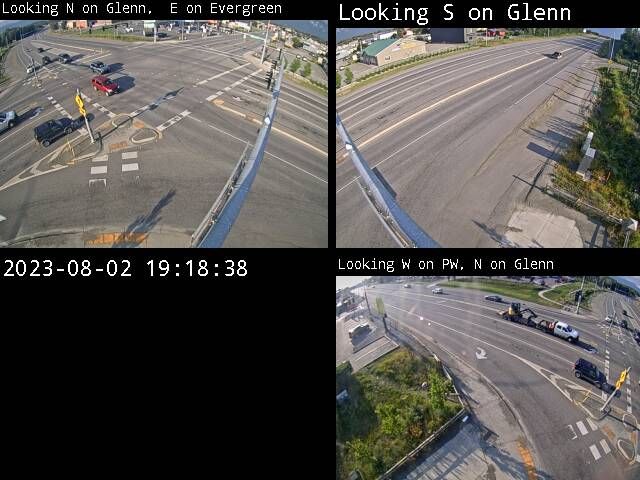 Looking N on Glenn,  E on Evergreen
Looking S on Glenn
2023-08-02 19:18:38
Looking W on PW, N on Glenn